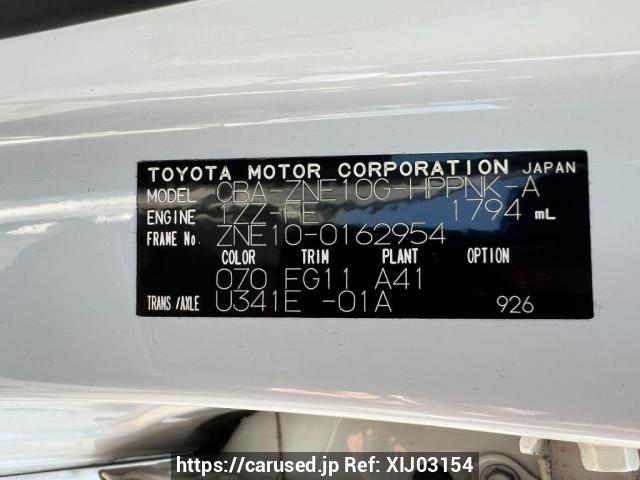 TOYOTA MOTOR CORPORATION JAPAN
MODEL CBA-ZNE10G-HPPNK-A
ENGINE 1ZZ-FE 1794 mL
FRAME No. ZNE10-0162954
COLOR TRIM PLANT OPTION
070 FG11 A41
TRANS/AXLE U341E -01A 926
https://carused.jp Ref: XIJ03154